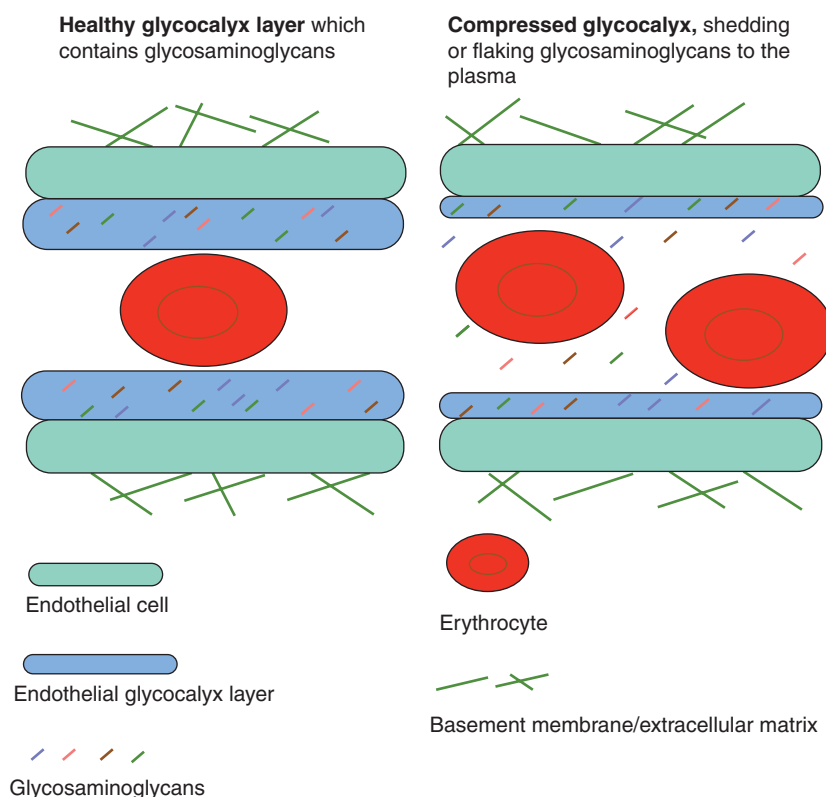 Healthy glycocalyx layer which
contains glycosaminoglycans
Compressed glycocalyx, shedding
or flaking glycosaminoglycans to the
plasma
Endothelial cell
Endothelial glycocalyx layer
Glycosaminoglycans
Erythrocyte
Basement membrane/extracellular matrix